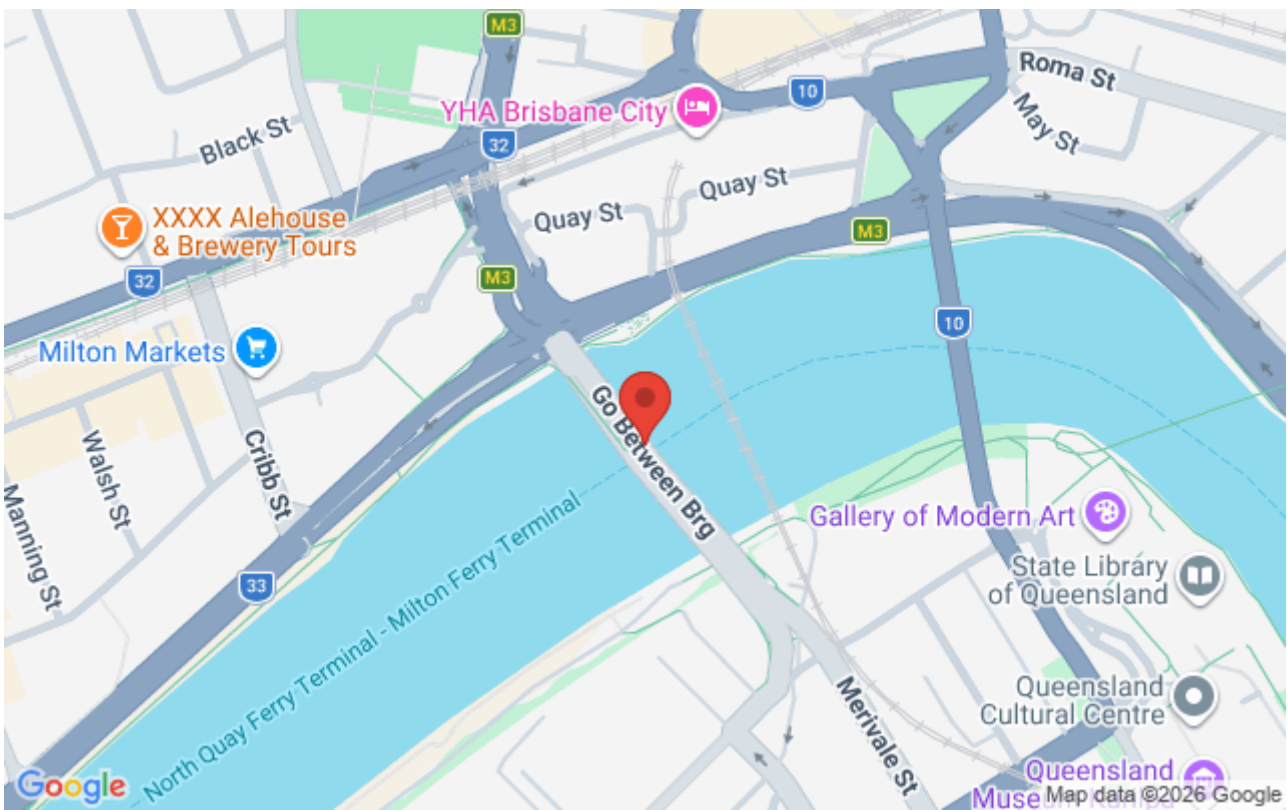 M3
Roma St
10
YHA Brisbane City
May St
Black St
32
Quay St
XXXX Alehouse
& Brewery Tours
Quay St
M3
32
M3
10
Milton Markets
Go Between Brg
Cribb St
Walsh St
Manning St
Gallery of Modern Art
State Library
of Queensland
33
North Quay Ferry Terminal - Milton Ferry Terminal
Merivale St
Queensland
Cultural Centre
Queensland
Google
Map data ©2026 Google